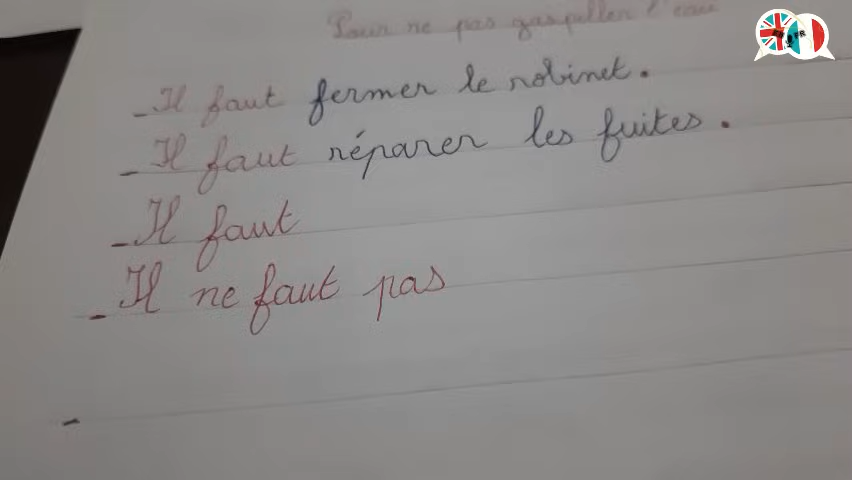 Pour ne pas gaspiller l'eau
- Il faut fermer le robinet.
- Il faut réparer les fuites.
- Il faut
- Il ne faut pas
-